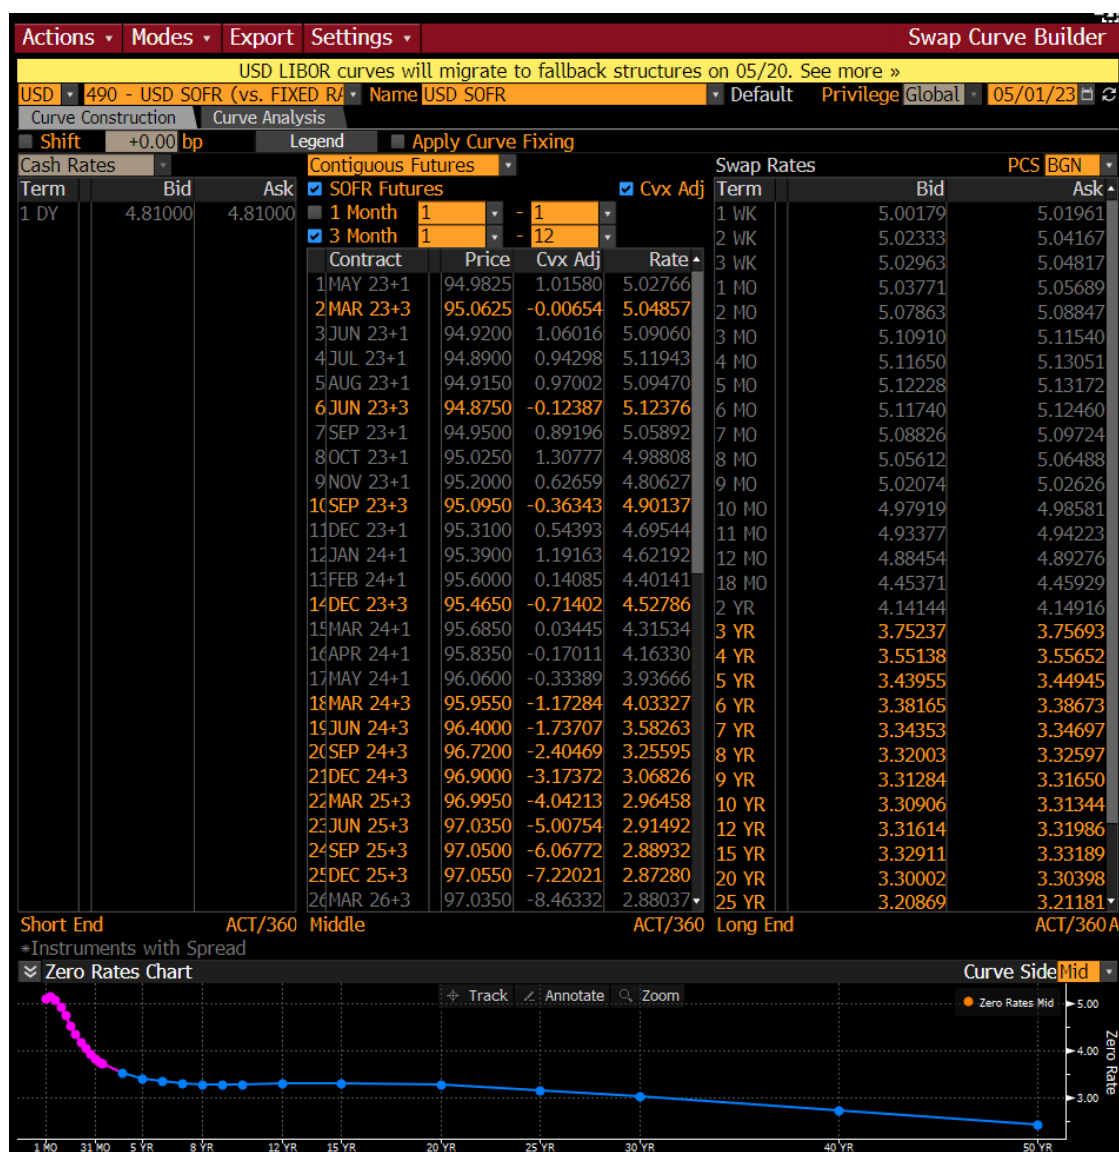 Actions Modes Export Settings Swap Curve Builder
USD LIBOR curves will migrate to fallback structures on 05/20. See more »
USD 490 - USD SOFR (vs. FIXED RA Name USD SOFR Default Privilege Global 05/01/23
Curve Construction Curve Analysis
Shift +0.00 bp Legend Apply Curve Fixing
Cash Rates
Term Bid Ask
1 DY 4.81000 4.81000
Short End ACT/360
Contiguous Futures
SOFR Futures Cvx Adj
1 Month 1 - 1
3 Month 1 - 12
Contract Price Cvx Adj Rate
1 MAY 23+1 94.9825 1.01580 5.02766
2 MAR 23+3 95.0625 -0.00654 5.04857
3 JUN 23+1 94.9200 1.06016 5.09060
4 JUL 23+1 94.8900 0.94298 5.11943
5 AUG 23+1 94.9150 0.97002 5.09470
6 JUN 23+3 94.8750 -0.12387 5.12376
7 SEP 23+1 94.9500 0.89196 5.05892
8 OCT 23+1 95.0250 1.30777 4.98808
9 NOV 23+1 95.2000 0.62659 4.80627
10 SEP 23+3 95.0950 -0.36343 4.90137
11 DEC 23+1 95.3100 0.54393 4.69544
12 JAN 24+1 95.3900 1.19163 4.62192
13 FEB 24+1 95.6000 0.14085 4.40141
14 DEC 23+3 95.4650 -0.71402 4.52786
15 MAR 24+1 95.6850 0.03445 4.31534
16 APR 24+1 95.8350 -0.17011 4.16330
17 MAY 24+1 96.0600 -0.33389 3.93666
18 MAR 24+3 95.9550 -1.17284 4.03327
19 JUN 24+3 96.4000 -1.73707 3.58263
20 SEP 24+3 96.7200 -2.40469 3.25595
21 DEC 24+3 96.9000 -3.17372 3.06826
22 MAR 25+3 96.9950 -4.04213 2.96458
23 JUN 25+3 97.0350 -5.00754 2.91492
24 SEP 25+3 97.0500 -6.06772 2.88932
25 DEC 25+3 97.0550 -7.22021 2.87280
26 MAR 26+3 97.0350 -8.46332 2.88037
Middle ACT/360
Swap Rates PCS BGN
Term Bid Ask
1 WK 5.00179 5.01961
2 WK 5.02333 5.04167
3 WK 5.02963 5.04817
1 MO 5.03771 5.05689
2 MO 5.07863 5.08847
3 MO 5.10910 5.11540
4 MO 5.11650 5.13051
5 MO 5.12228 5.13172
6 MO 5.11740 5.12460
7 MO 5.08826 5.09724
8 MO 5.05612 5.06488
9 MO 5.02074 5.02626
10 MO 4.97919 4.98581
11 MO 4.93377 4.94223
12 MO 4.88454 4.89276
18 MO 4.45371 4.45929
2 YR 4.14144 4.14916
3 YR 3.75237 3.75693
4 YR 3.55138 3.55652
5 YR 3.43955 3.44945
6 YR 3.38165 3.38673
7 YR 3.34353 3.34697
8 YR 3.32003 3.32597
9 YR 3.31284 3.31650
10 YR 3.30906 3.31344
12 YR 3.31614 3.31986
15 YR 3.32911 3.33189
20 YR 3.30002 3.30398
25 YR 3.20869 3.21181
Long End ACT/360 A
*Instruments with Spread
Zero Rates Chart Curve Side Mid
Track Annotate Zoom
Zero Rates Mid
5.00
4.00
3.00
Zero Rate
1 MO 31 MO 5 YR 8 YR 12 YR 15 YR 20 YR 25 YR 30 YR 40 YR 50 YR